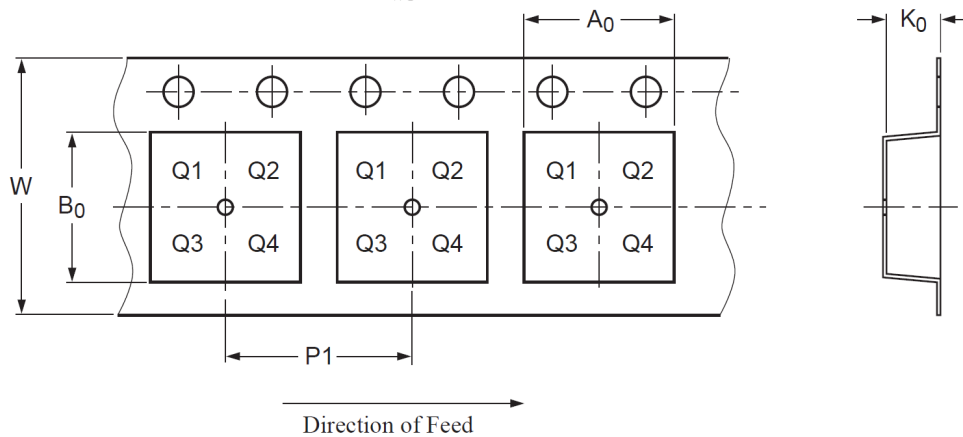 A0
K0
W
B0
Q1 Q2
Q3 Q4
Q1 Q2
Q3 Q4
Q1 Q2
Q3 Q4
P1
Direction of Feed